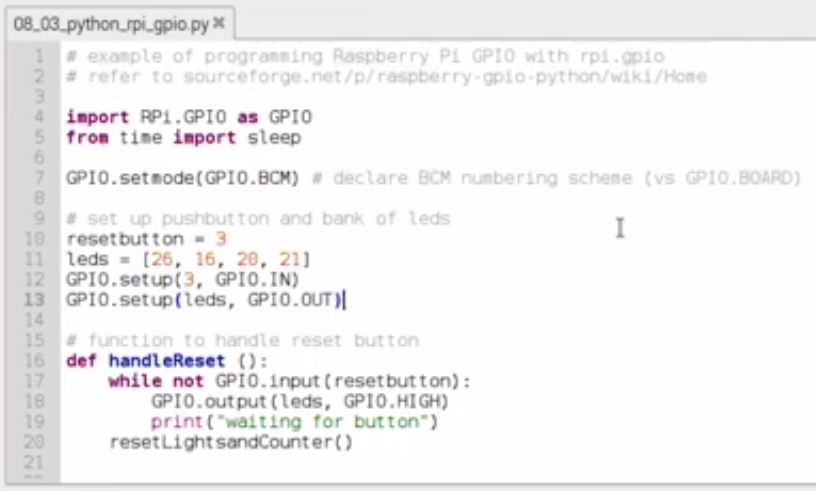 08_03_python_rpi_gpio.py ✖
1 # example of programming Raspberry Pi GPIO with rpi.gpio
2 # refer to sourceforge.net/p/raspberry-gpio-python/wiki/Home
3
4 import RPi.GPIO as GPIO
5 from time import sleep
6
7 GPIO.setmode(GPIO.BCM) # declare BCM numbering scheme (vs GPIO.BOARD)
8
9 # set up pushbutton and bank of leds
10 resetbutton = 3
11 leds = [26, 16, 20, 21]
12 GPIO.setup(3, GPIO.IN)
13 GPIO.setup(leds, GPIO.OUT)
14
15 # function to handle reset button
16 def handleReset ():
17     while not GPIO.input(resetbutton):
18         GPIO.output(leds, GPIO.HIGH)
19         print("waiting for button")
20     resetLightsandCounter()
21